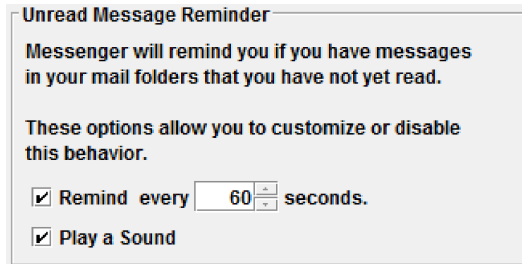 Unread Message Reminder
Messenger will remind you if you have messages
in your mail folders that you have not yet read.
These options allow you to customize or disable
this behavior.
Remind every 60 seconds.
Play a Sound